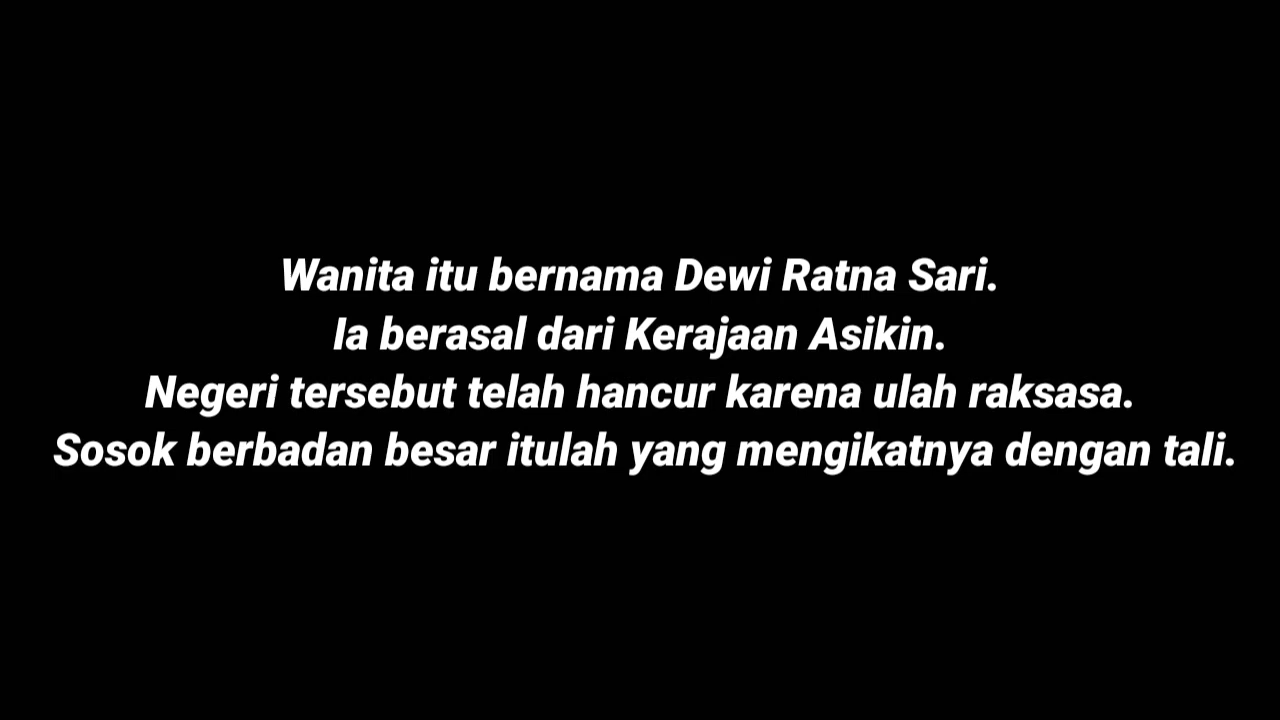 Wanita itu bernama Dewi Ratna Sari.
Ia berasal dari Kerajaan Asikin.
Negeri tersebut telah hancur karena ulah raksasa.
Sosok berbadan besar itulah yang mengikatnya dengan tali.